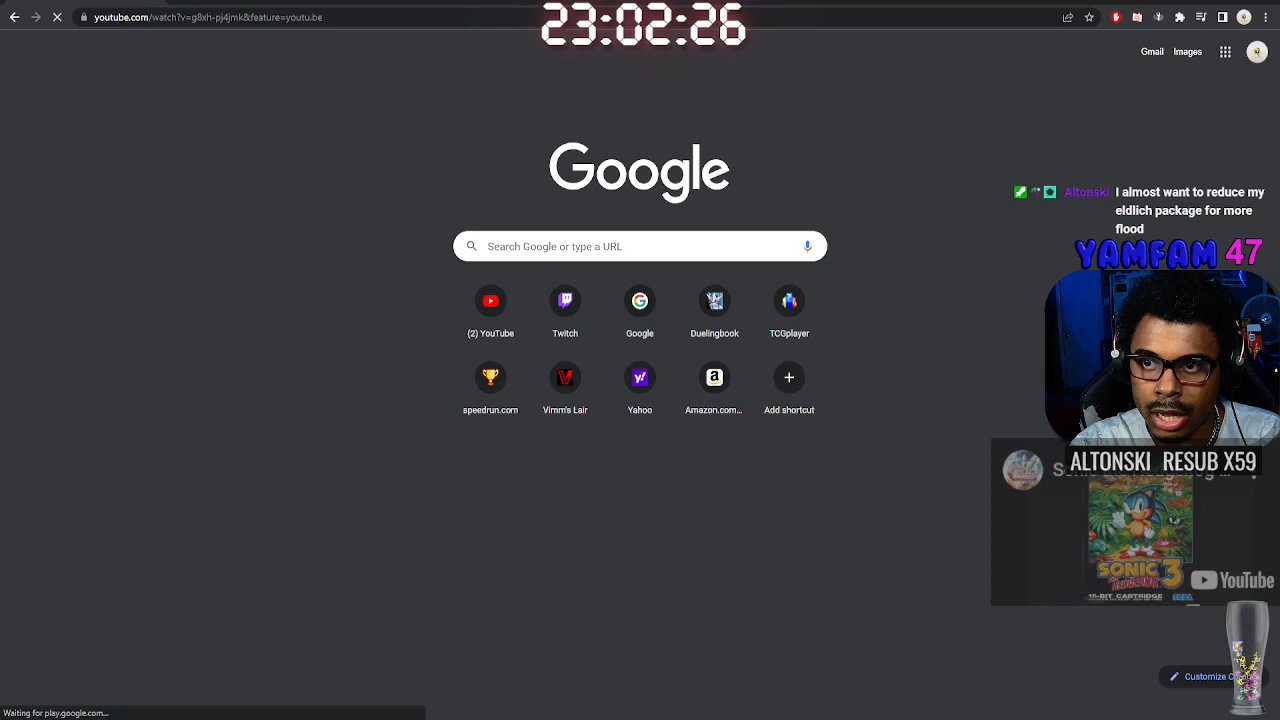 youtube.com/watch?v=g8xh-pj4jmk&feature=youtu.be
23:02:26
Gmail Images
Google
Altonski I almost want to reduce my
eldlich package for more
flood
Search Google or type a URL
YAMFAM 47
(2) YouTube Twitch Google Duelingbook TCGplayer
speedrun.com Vimm's Lair Yahoo Amazon.com... Add shortcut
ALTONSKI RESUB X59
SONIC
3
YouTube
16-BIT CARTRIDGE SEGA
Customize
Waiting for play.google.com...